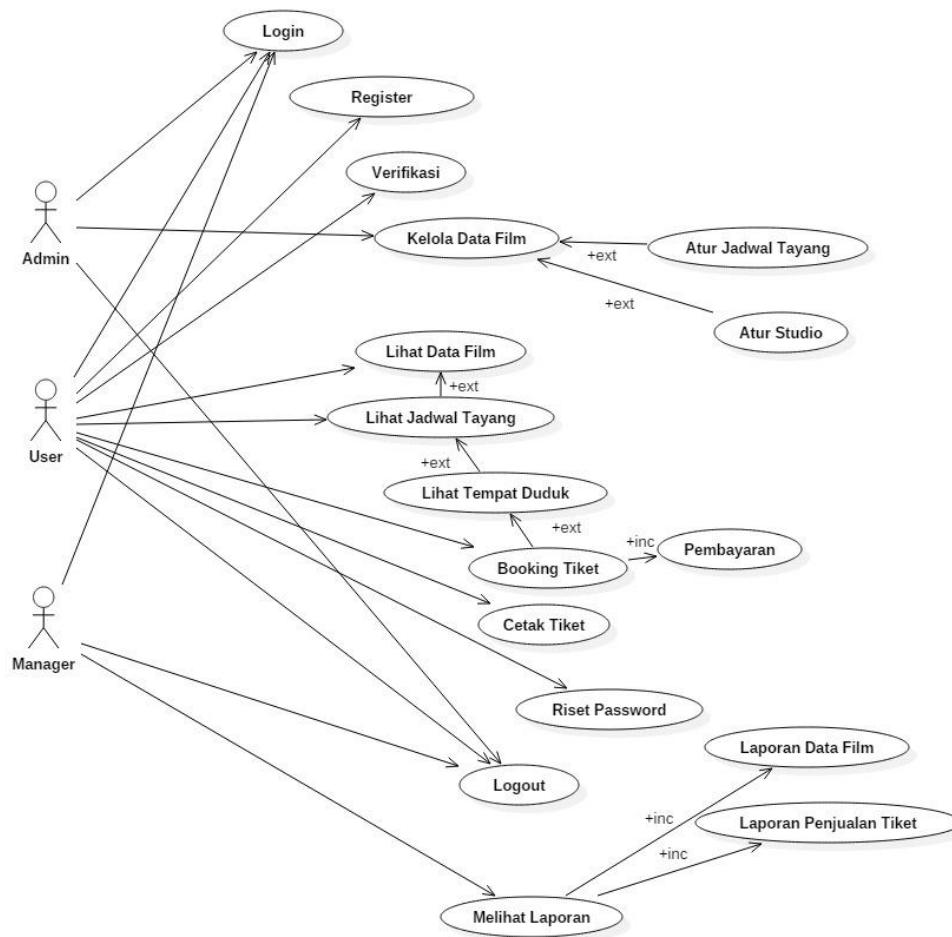 Login
Register
Verifikasi
Admin
Kelola Data Film
+ext
Atur Jadwal Tayang
+ext
Atur Studio
Lihat Data Film
+ext
User
Lihat Jadwal Tayang
+ext
Lihat Tempat Duduk
+ext
+inc
Pembayaran
Booking Tiket
Cetak Tiket
Manager
Riset Password
Laporan Data Film
Logout
+inc
Laporan Penjualan Tiket
+inc
Melihat Laporan